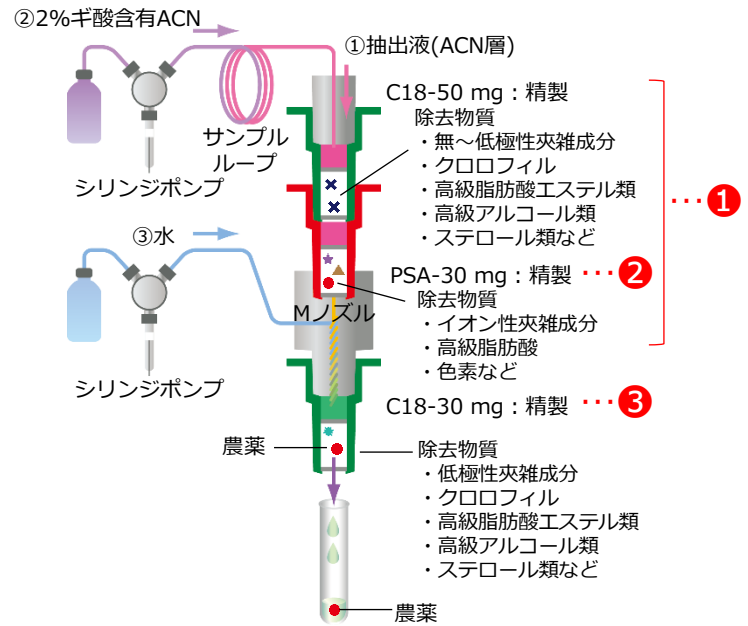 ②2%ギ酸含有ACN
①抽出液(ACN層)
サンプル
ループ
シリンジポンプ
③水
シリンジポンプ
Mノズル
C18-50 mg：精製
除去物質
・無～低極性夾雑成分
・クロロフィル
・高級脂肪酸エステル類
・高級アルコール類
・ステロール類など
…❶
PSA-30 mg：精製 …❷
除去物質
・イオン性夾雑成分
・高級脂肪酸
・色素など
C18-30 mg：精製 …❸
農薬
除去物質
・低極性夾雑成分
・クロロフィル
・高級脂肪酸エステル類
・高級アルコール類
・ステロール類など
農薬